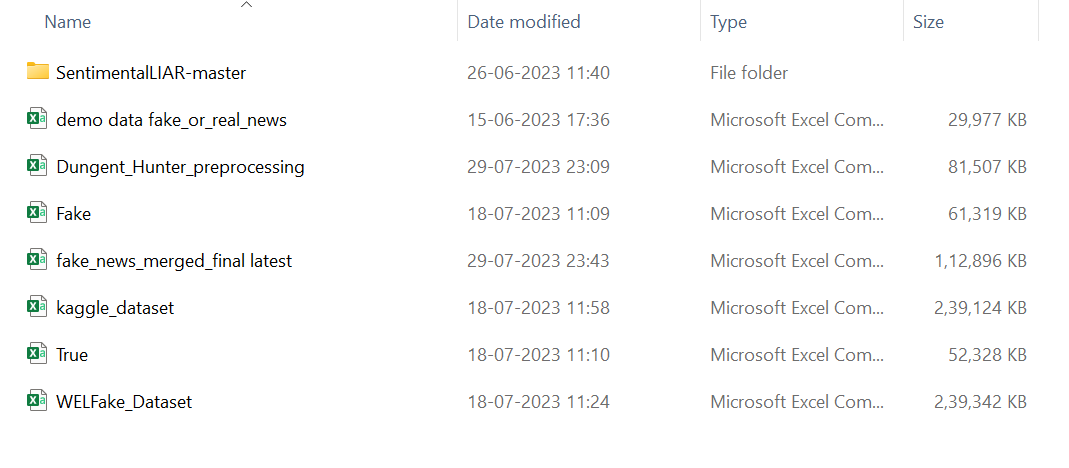 Name Date modified Type Size
SentimentalLIAR-master 26-06-2023 11:40 File folder
demo data fake_or_real_news 15-06-2023 17:36 Microsoft Excel Com... 29,977 KB
Dungent_Hunter_preprocessing 29-07-2023 23:09 Microsoft Excel Com... 81,507 KB
Fake 18-07-2023 11:09 Microsoft Excel Com... 61,319 KB
fake_news_merged_final latest 29-07-2023 23:43 Microsoft Excel Com... 1,12,896 KB
kaggle_dataset 18-07-2023 11:58 Microsoft Excel Com... 2,39,124 KB
True 18-07-2023 11:10 Microsoft Excel Com... 52,328 KB
WELFake_Dataset 18-07-2023 11:24 Microsoft Excel Com... 2,39,342 KB